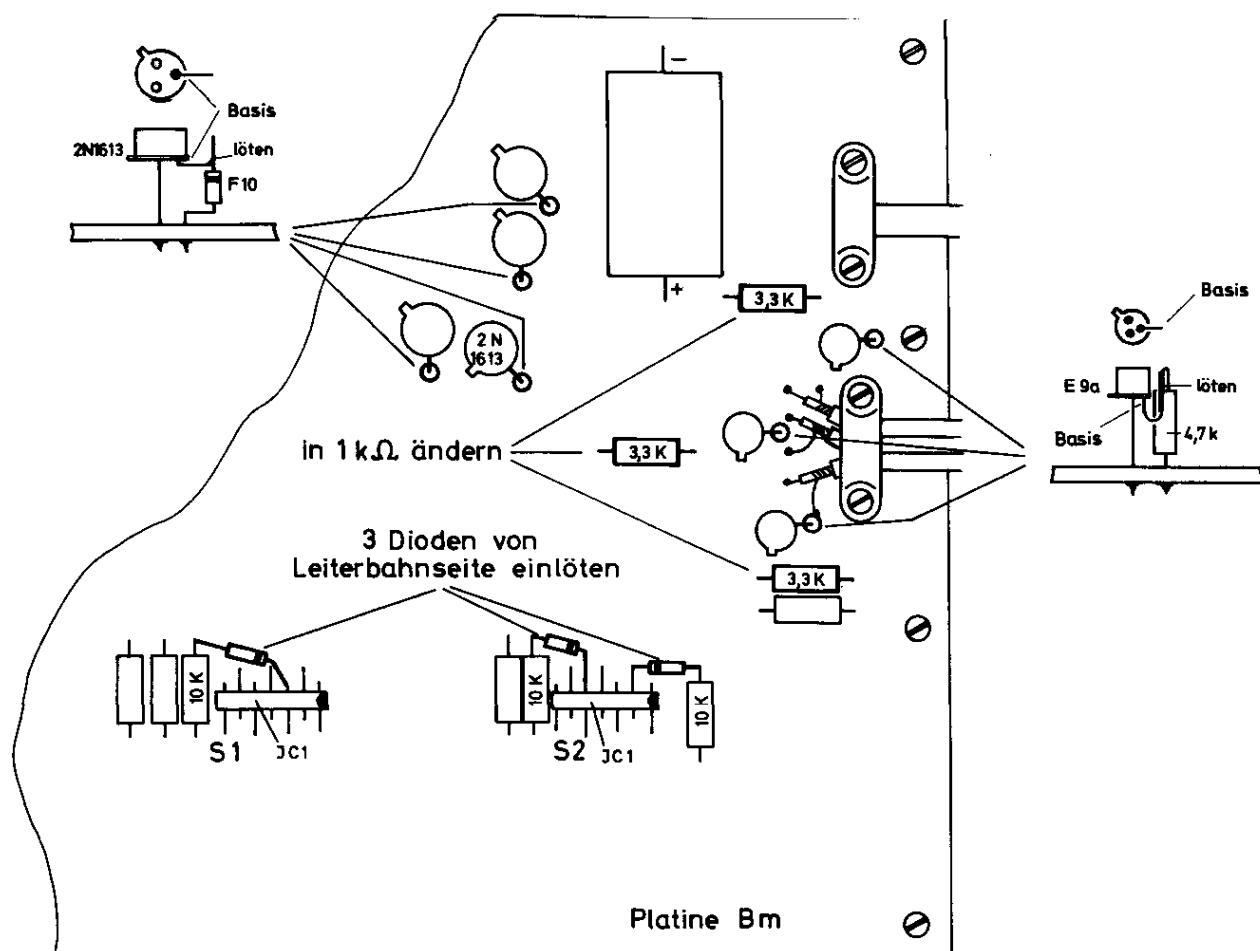 Basis
2N1613
löten
F10
−
+
3,3 K
2 N
1613
Basis
E 9a
löten
Basis
4,7 k
in 1 kΩ ändern
3,3 K
3 Dioden von
Leiterbahnseite einlöten
3,3 K
10 K
S1
JC1
10 K
S2
JC1
10 K
Platine Bm